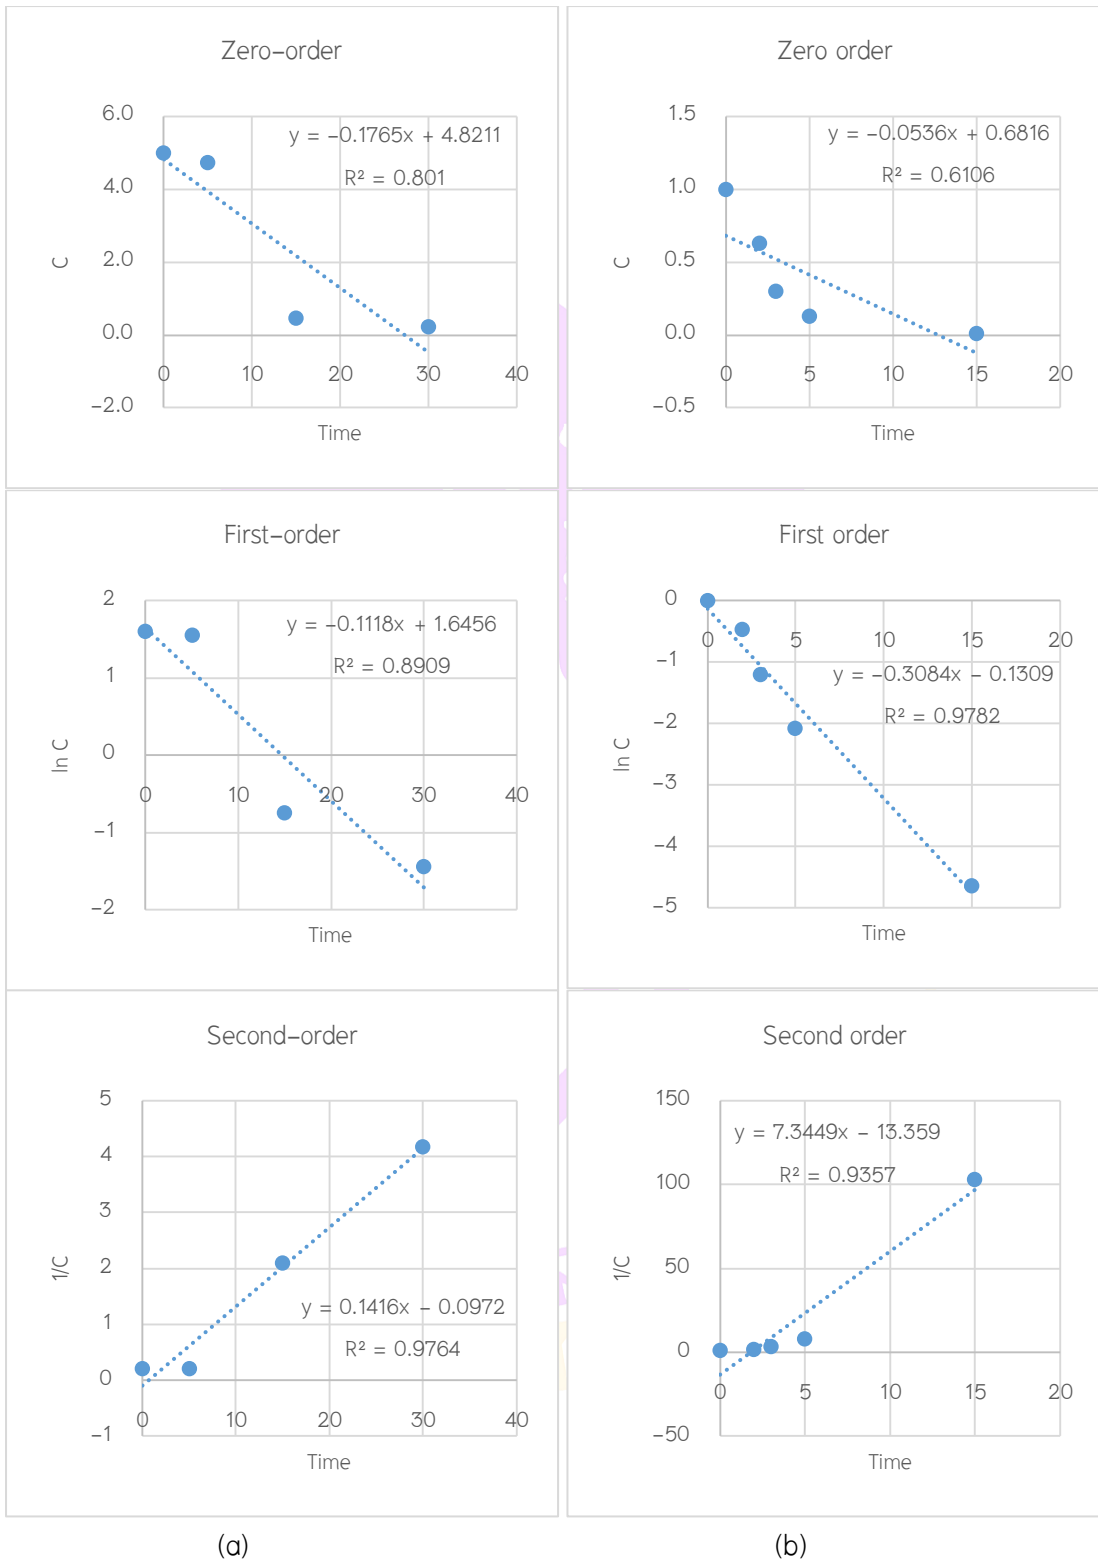 Zero–order
6.0
y = –0.1765x + 4.8211
R² = 0.801
4.0
C
2.0
0.0
0 10 20 30 40
–2.0
Time
Zero order
1.5
y = –0.0536x + 0.6816
R² = 0.6106
1.0
C
0.5
0.0
0 5 10 15 20
–0.5
Time
First–order
2
y = –0.1118x + 1.6456
R² = 0.8909
1
ln C
0
0 10 20 30 40
–1
–2
Time
First order
0
0 5 10 15 20
–1
y = –0.3084x – 0.1309
R² = 0.9782
–2
ln C
–3
–4
–5
Time
Second–order
5
4
3
1/C
2
y = 0.1416x – 0.0972
1
R² = 0.9764
0
0 10 20 30 40
–1
Time
Second order
150
y = 7.3449x – 13.359
R² = 0.9357
100
1/C
50
0
0 5 10 15 20
–50
Time
(a)
(b)